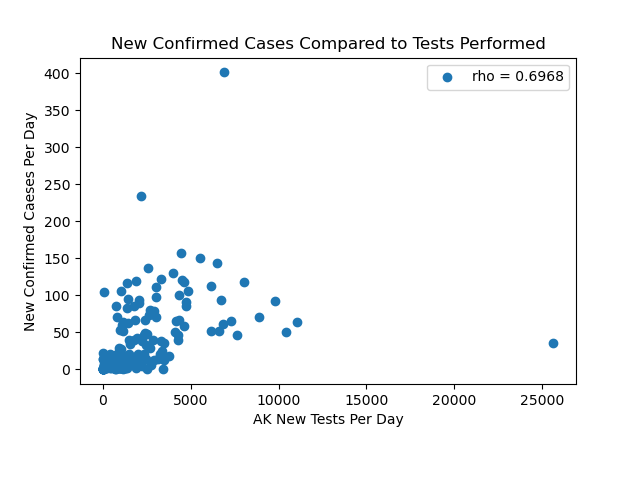 New Confirmed Cases Compared to Tests Performed
rho = 0.6968
400
350
300
250
200
150
100
50
0
New Confirmed Caeses Per Day
0 5000 10000 15000 20000 25000
AK New Tests Per Day